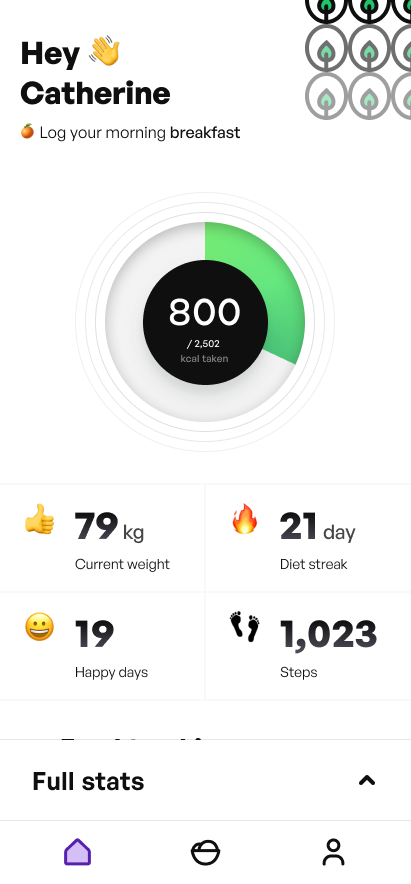 Hey 👋
Catherine
Log your morning breakfast
800
/ 2,502
kcal taken
79 kg
Current weight
21 day
Diet streak
19
Happy days
1,023
Steps
Full stats